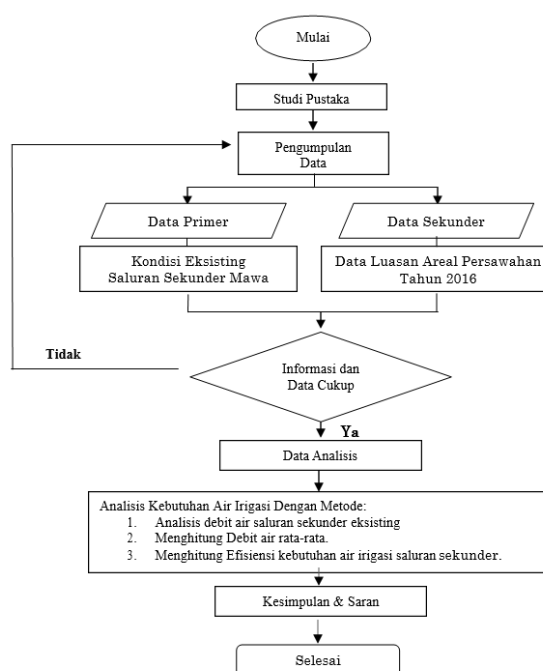 Mulai
Studi Pustaka
Pengumpulan
Data
Data Primer
Data Sekunder
Kondisi Eksisting
Saluran Sekunder Mawa
Data Luasan Areal Persawahan
Tahun 2016
Tidak
Informasi dan
Data Cukup
Ya
Data Analisis
Analisis Kebutuhan Air Irigasi Dengan Metode:
1. Analisis debit air saluran sekunder eksisting
2. Menghitung Debit air rata-rata.
3. Menghitung Efisiensi kebutuhan air irigasi saluran sekunder.
Kesimpulan & Saran
Selesai